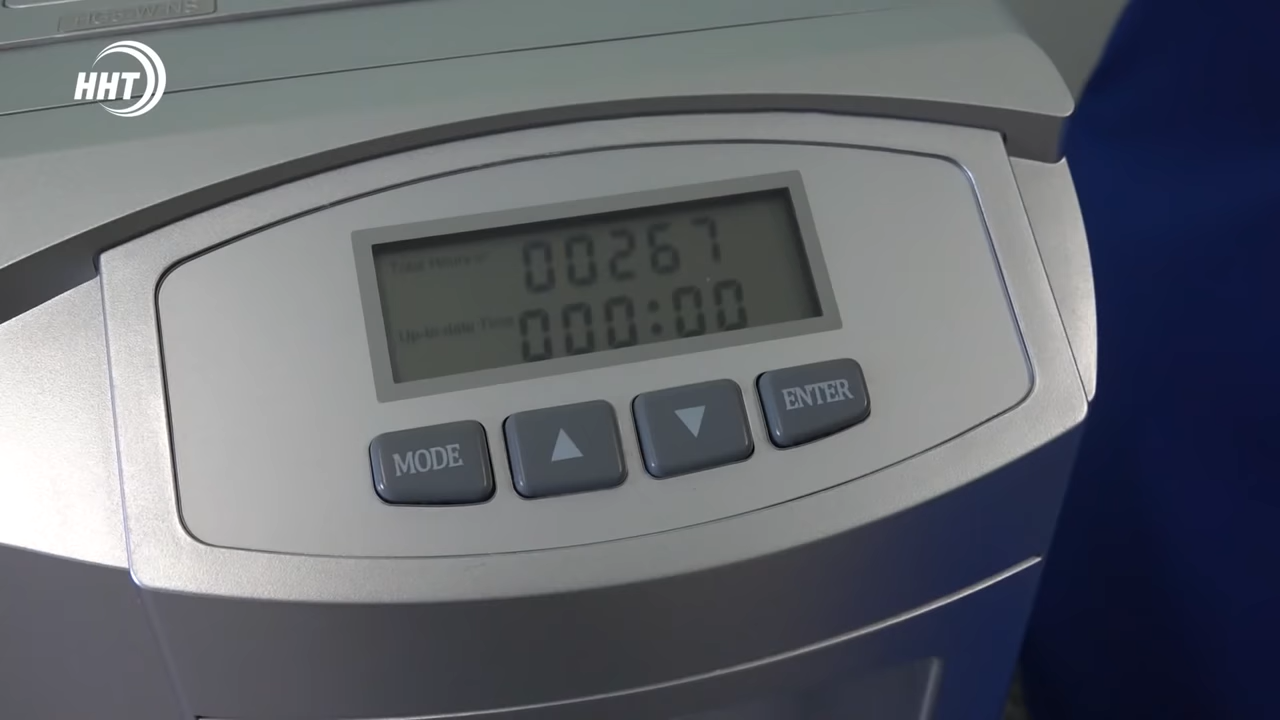 HHT
Total Hours
00267
Up-to-date Time
000:00
MODE
ENTER